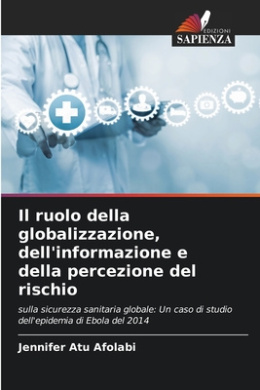 EDIZIONI
SAPIENZA
Il ruolo della
globalizzazione,
dell'informazione e
della percezione del
rischio
sulla sicurezza sanitaria globale: Un caso di studio
dell'epidemia di Ebola del 2014
Jennifer Atu Afolabi